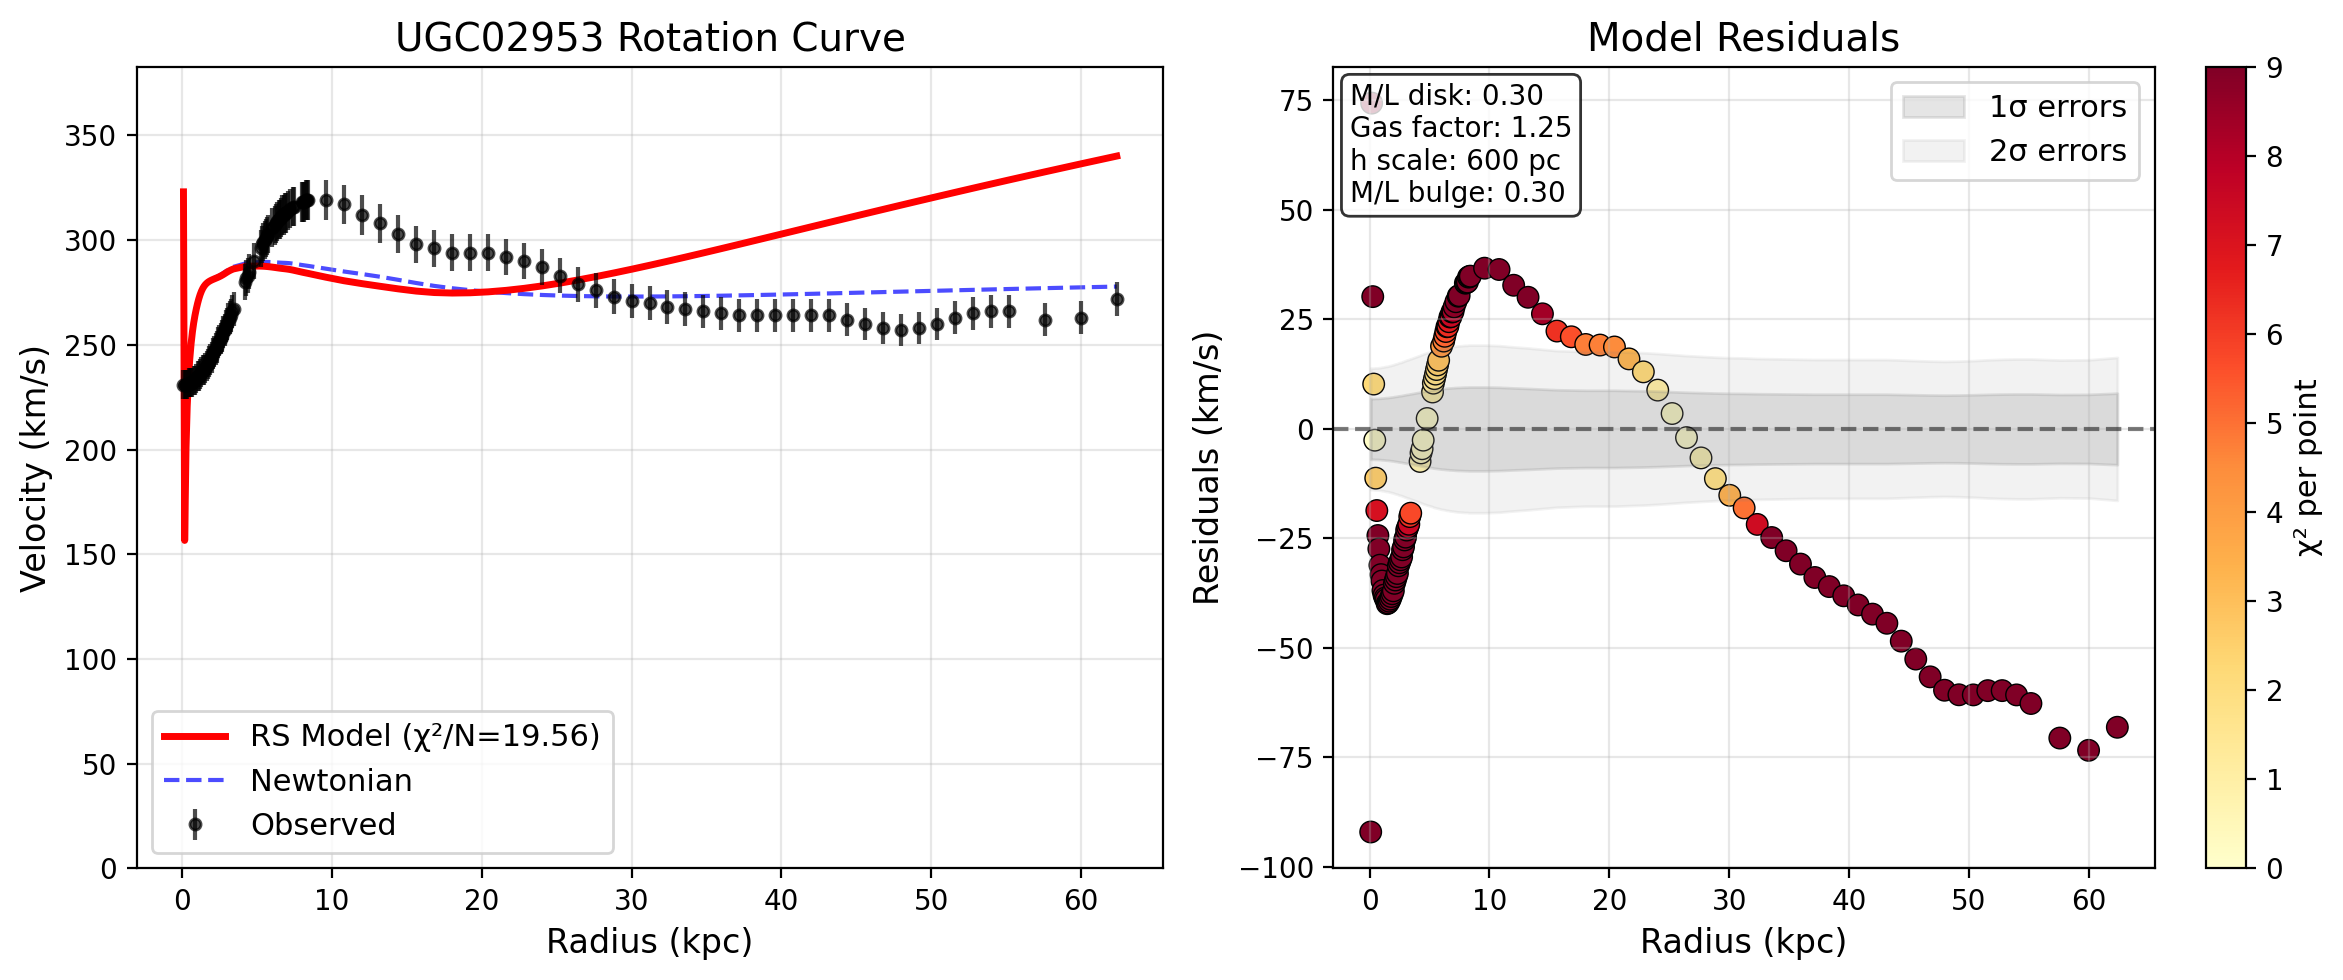 UGC02953 Rotation Curve
Velocity (km/s)
350
300
250
200
150
100
50
0
RS Model (χ²/N=19.56)
Newtonian
Observed
0 10 20 30 40 50 60
Radius (kpc)
Model Residuals
Residuals (km/s)
75
50
25
0
−25
−50
−75
−100
M/L disk: 0.30
Gas factor: 1.25
h scale: 600 pc
M/L bulge: 0.30
1σ errors
2σ errors
0 10 20 30 40 50 60
Radius (kpc)
9
8
7
6
5
4
3
2
1
0
χ² per point